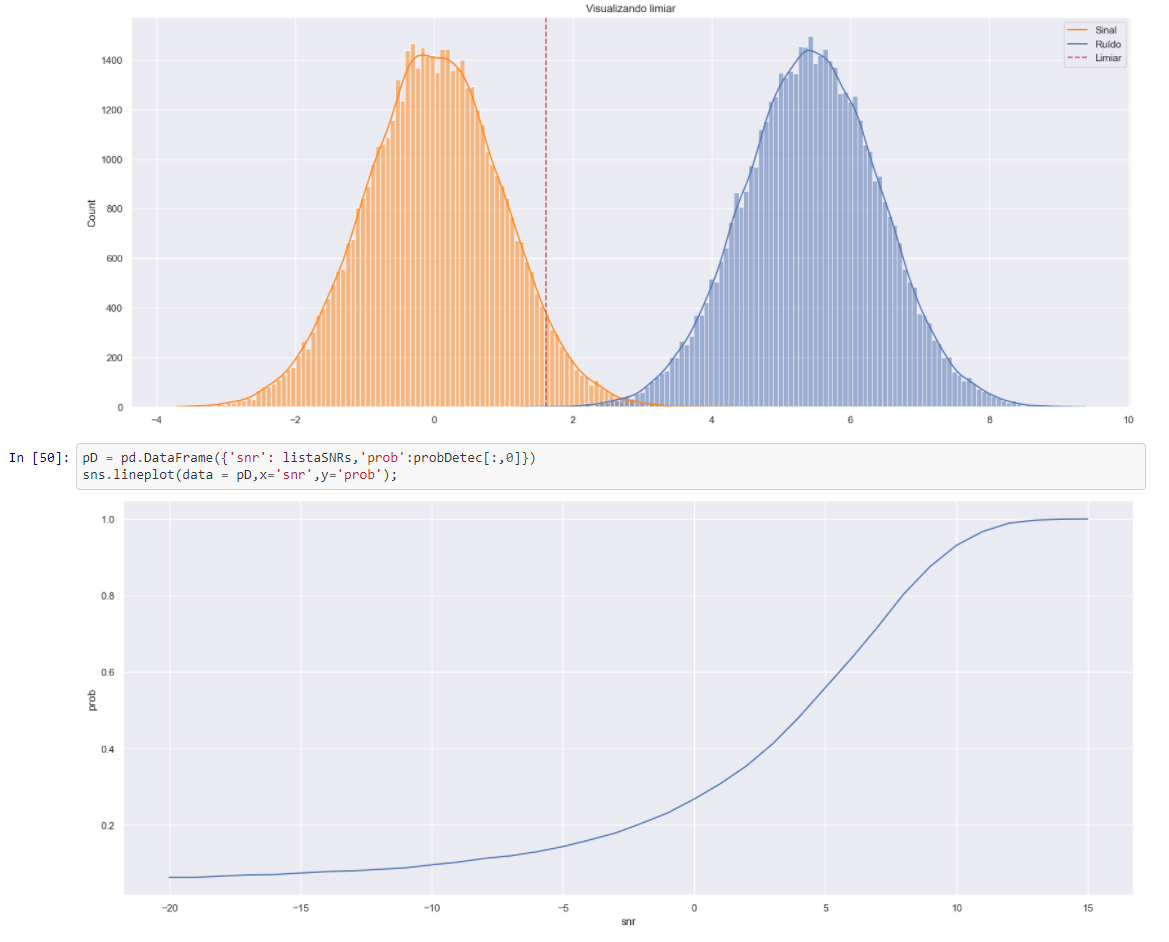 Visualizando limiar
Sinal
Ruído
Limiar
1400
1200
1000
800
600
400
200
0
Count
−4
−2
0
2
4
6
8
10
In [50]:
pD = pd.DataFrame({'snr': listaSNRs,'prob':probDetec[:,0]})
sns.lineplot(data = pD,x='snr',y='prob');
1.0
0.8
0.6
0.4
0.2
prob
−20
−15
−10
−5
0
5
10
15
snr